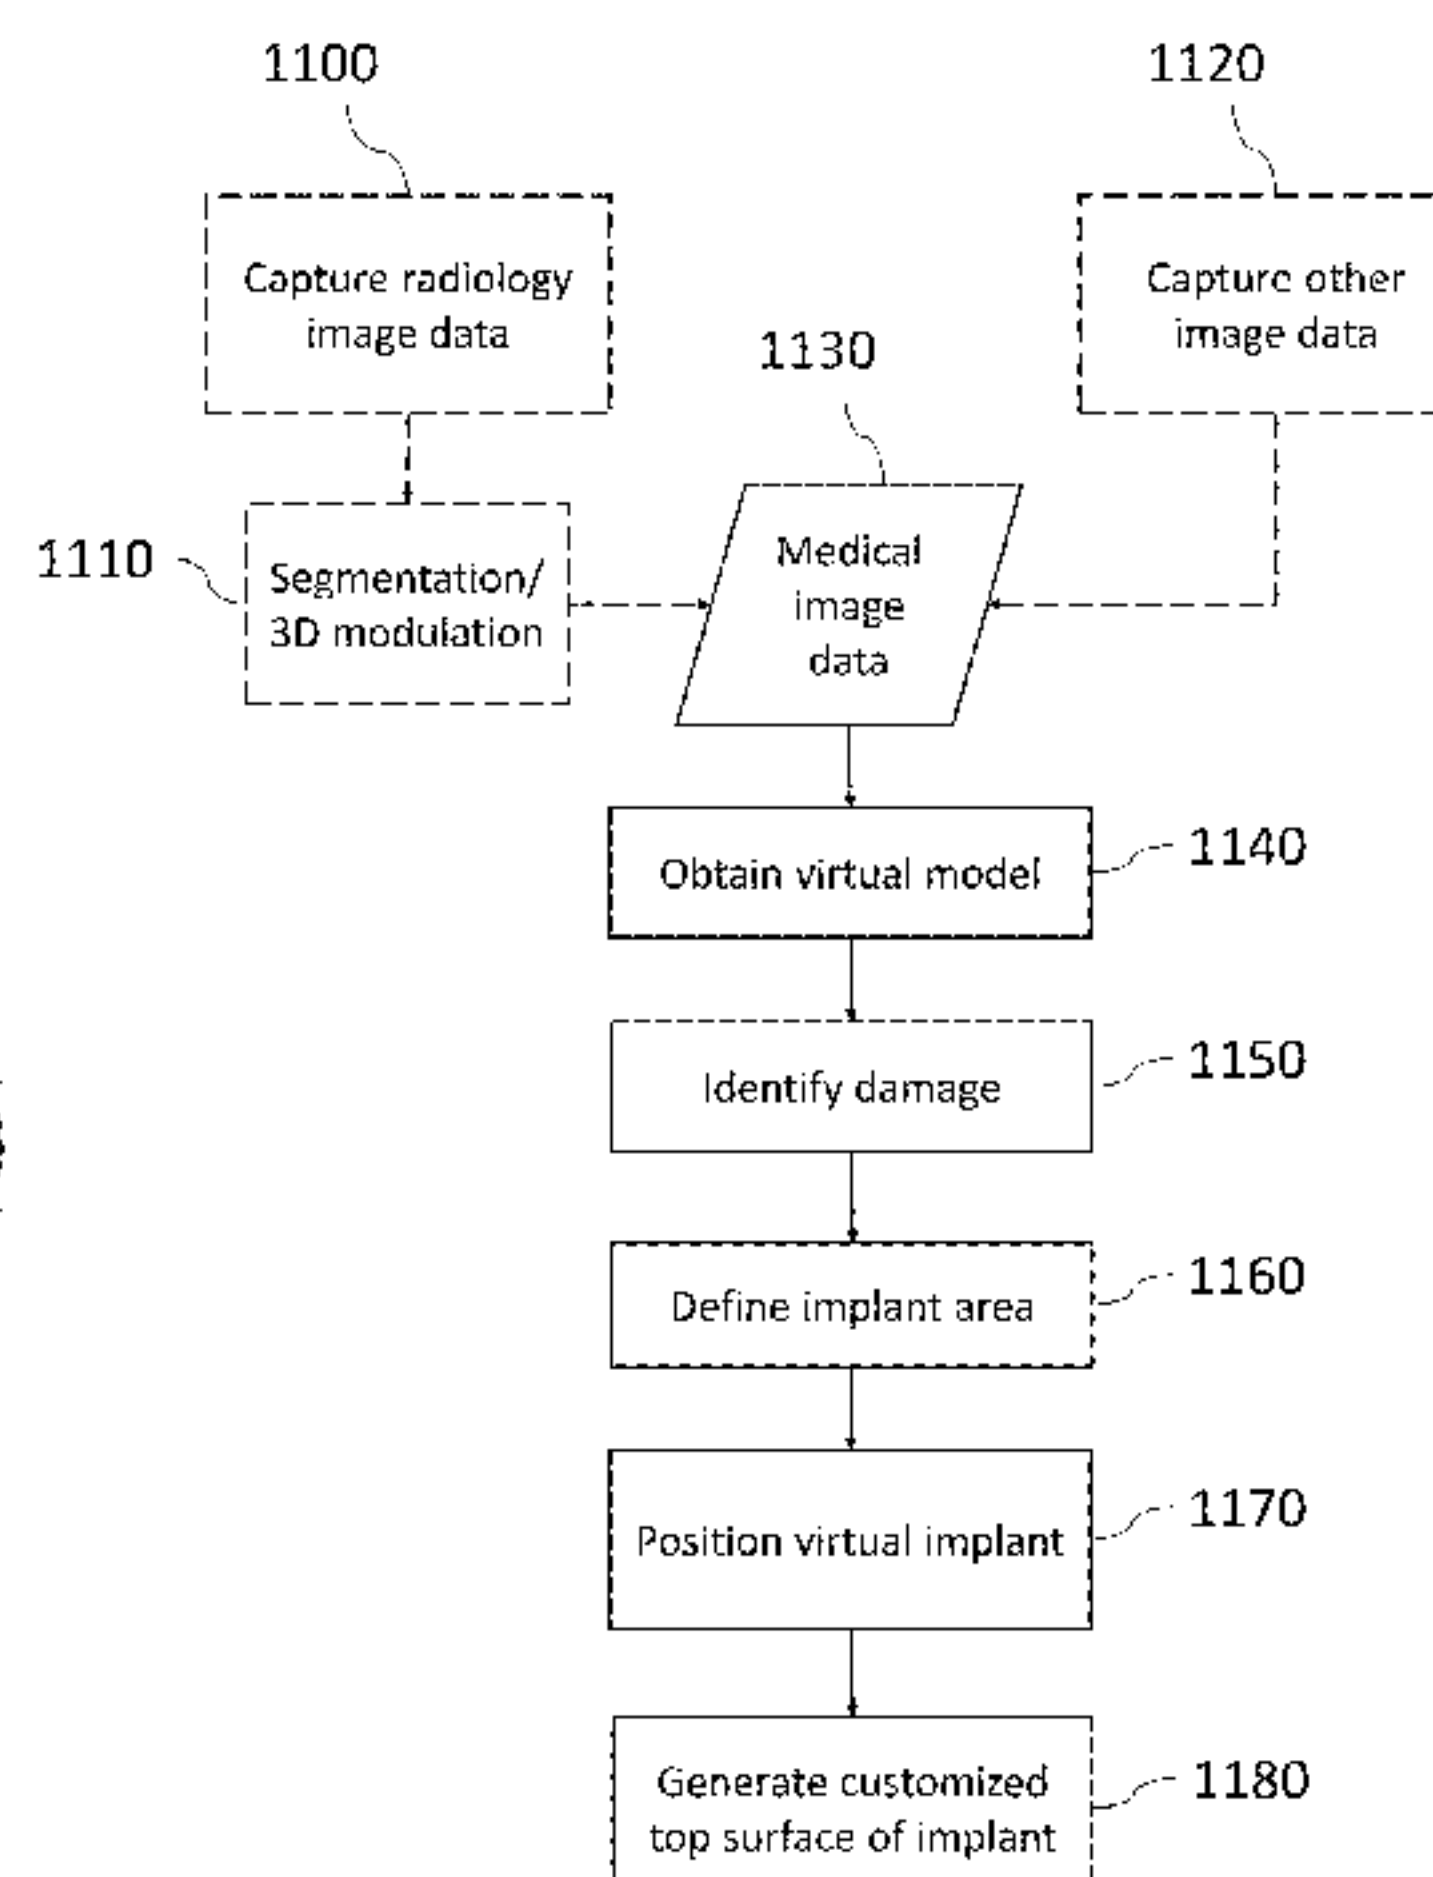 1100
1120
Capture radiology
image data
Capture other
image data
1130
1110
Segmentation/
3D modulation
Medical
image
data
Obtain virtual model
1140
Identify damage
1150
Define implant area
1160
Position virtual implant
1170
Generate customized
top surface of implant
1180